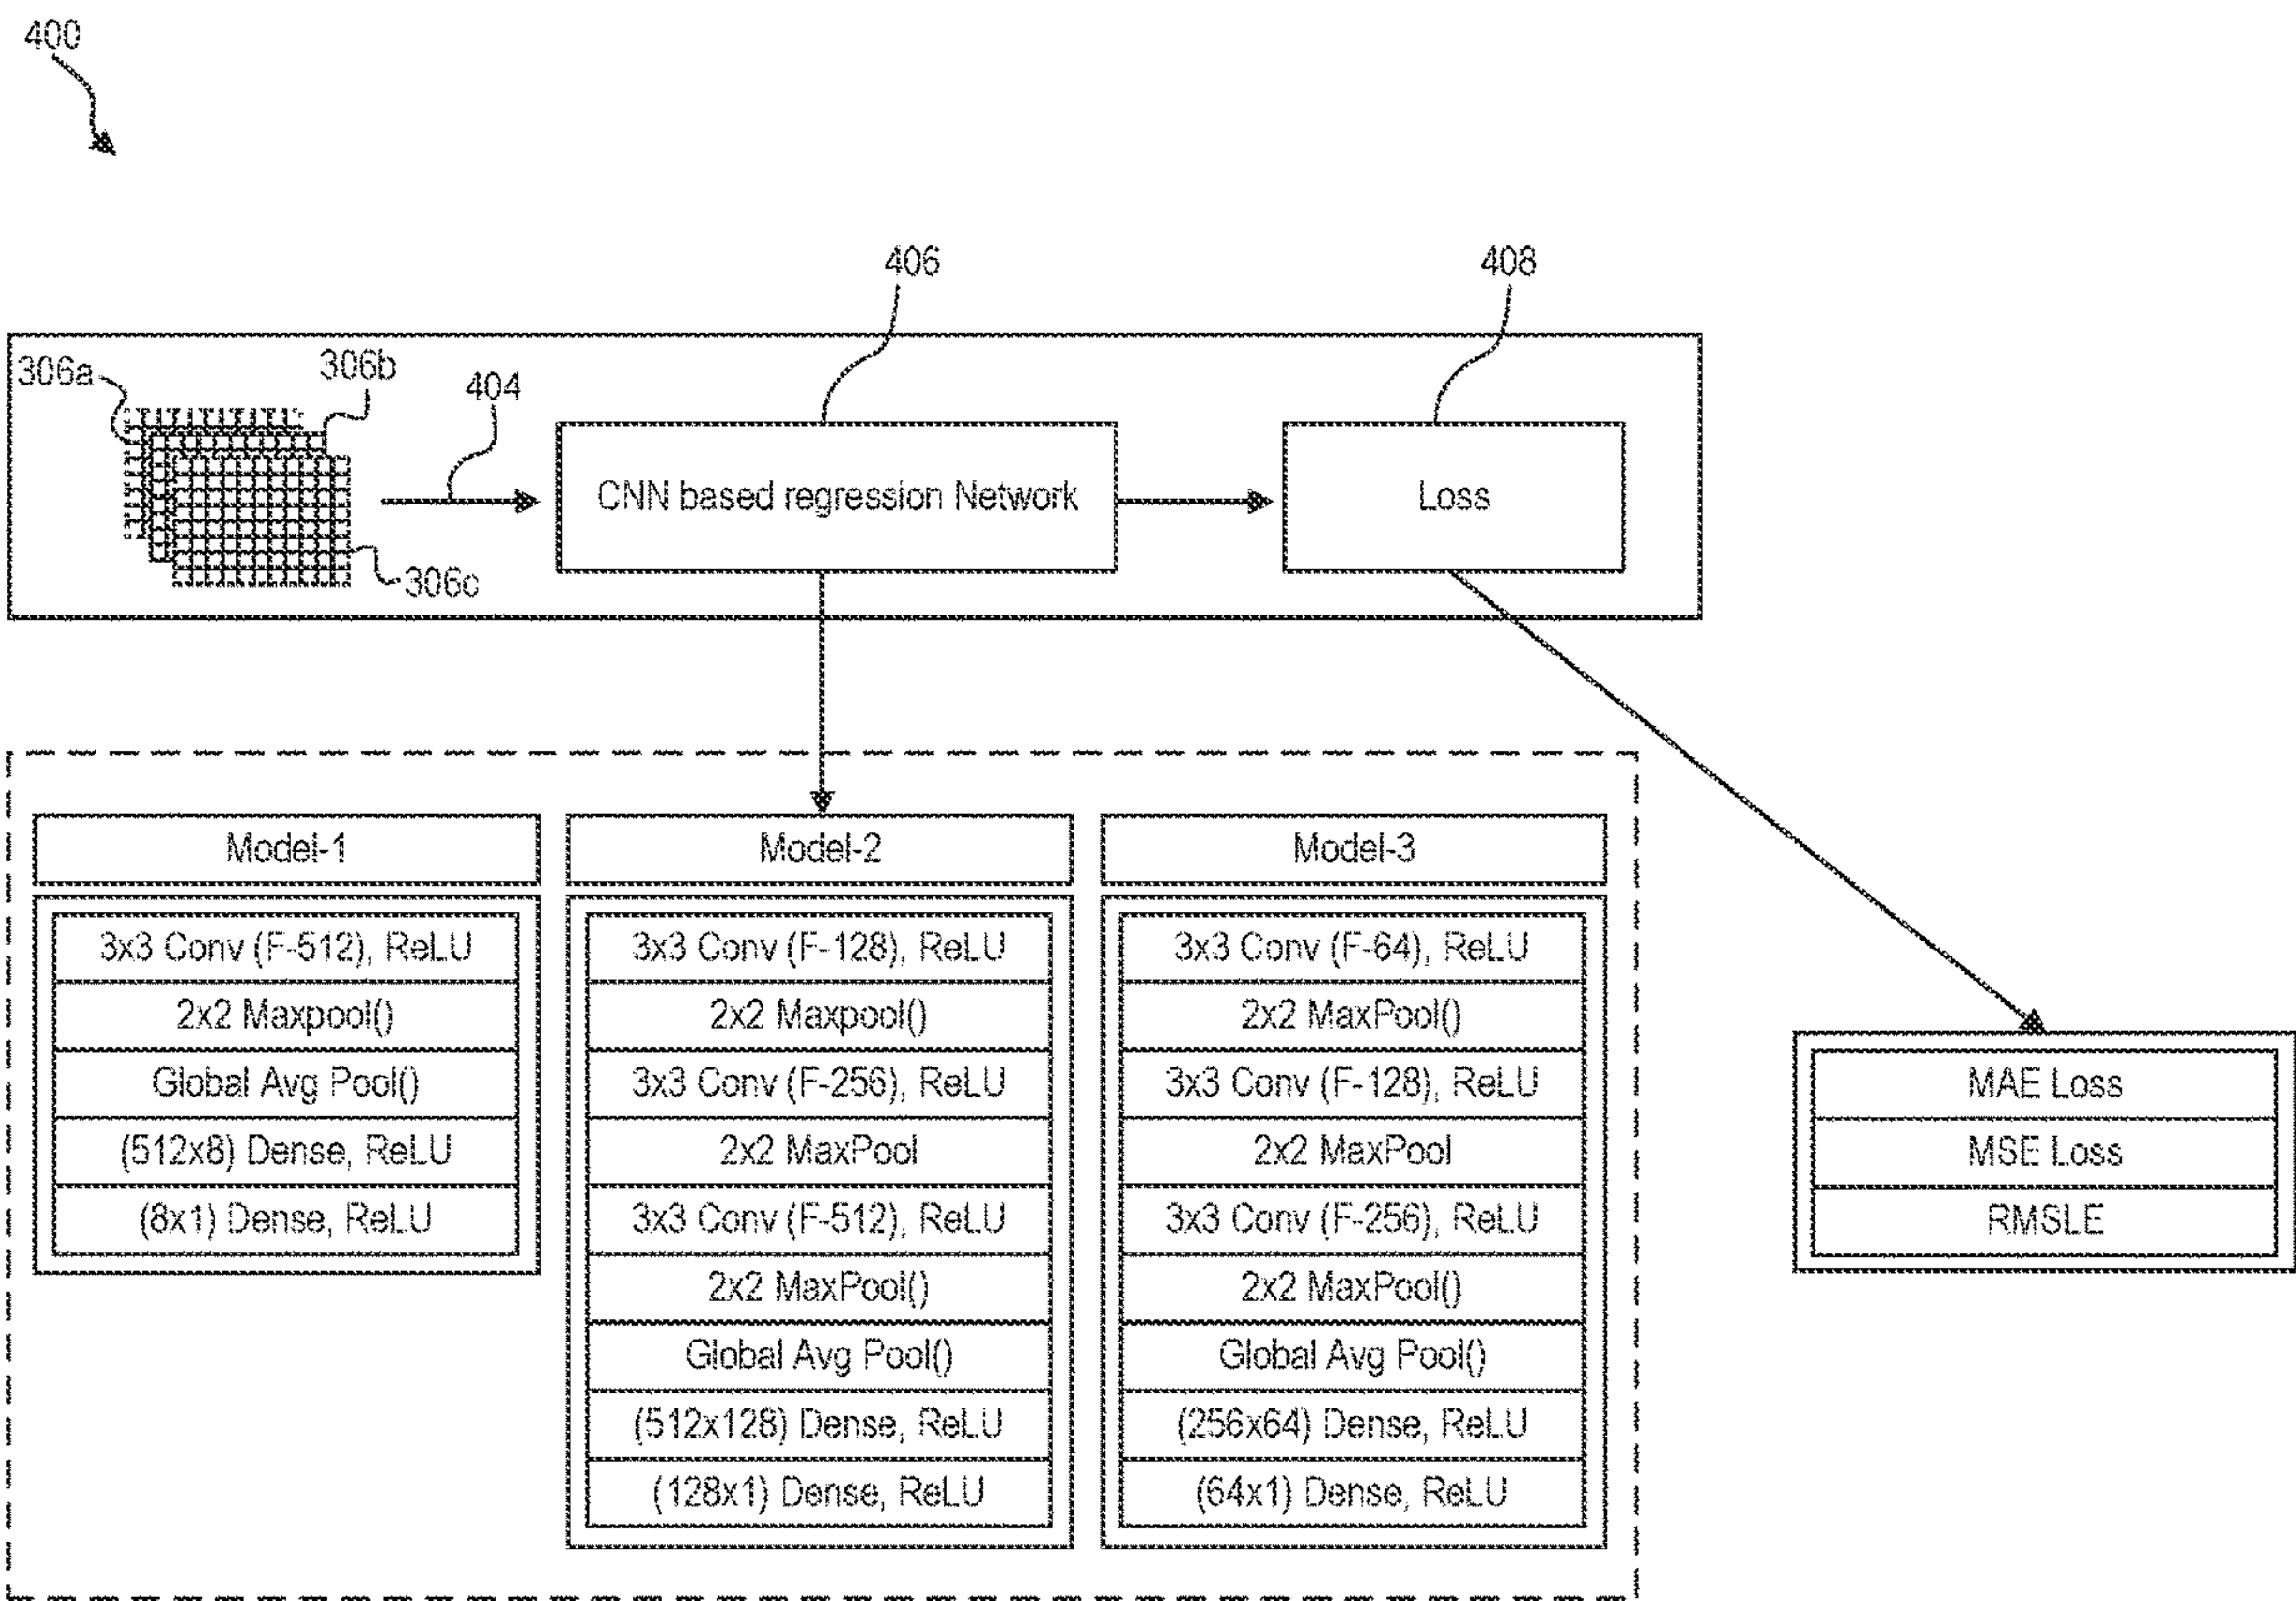 400
406
408
306a
306b
404
CNN based regression Network
Loss
306c
Model-1
3x3 Conv (F-512), ReLU
2x2 Maxpool()
Global Avg Pool()
(512x8) Dense, ReLU
(8x1) Dense, ReLU
Model-2
3x3 Conv (F-128), ReLU
2x2 Maxpool()
3x3 Conv (F-256), ReLU
2x2 MaxPool
3x3 Conv (F-512), ReLU
2x2 MaxPool()
Global Avg Pool()
(512x128) Dense, ReLU
(128x1) Dense, ReLU
Model-3
3x3 Conv (F-64), ReLU
2x2 MaxPool()
3x3 Conv (F-128), ReLU
2x2 MaxPool
3x3 Conv (F-256), ReLU
2x2 MaxPool()
Global Avg Pool()
(256x64) Dense, ReLU
(64x1) Dense, ReLU
MAE Loss
MSE Loss
RMSLE